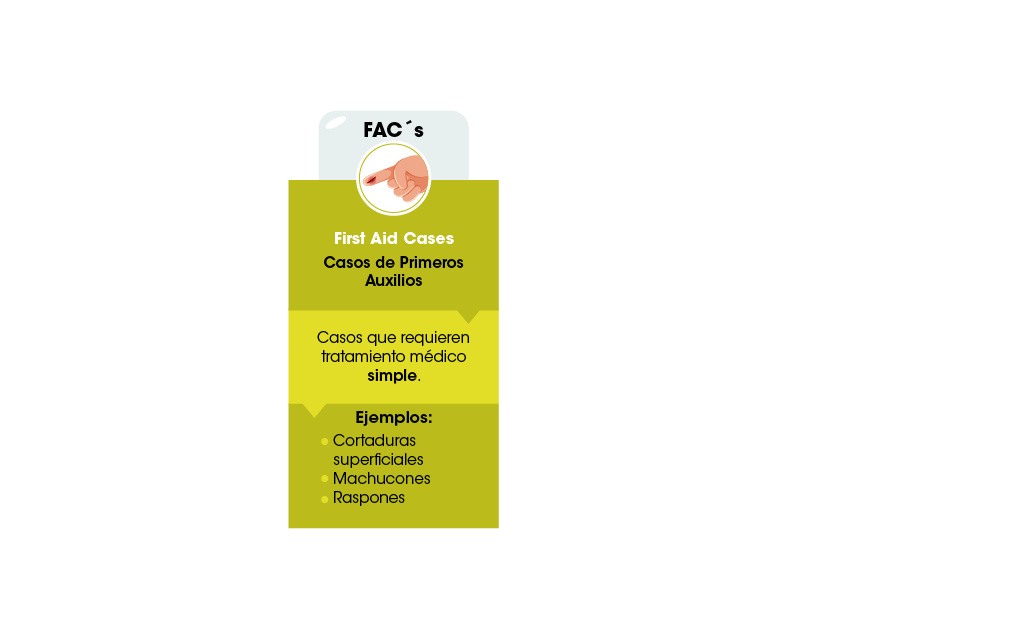 FAC´s
First Aid Cases
Casos de Primeros
Auxilios
Casos que requieren
tratamiento médico
simple.
Ejemplos:
Cortaduras
superficiales
Machucones
Raspones